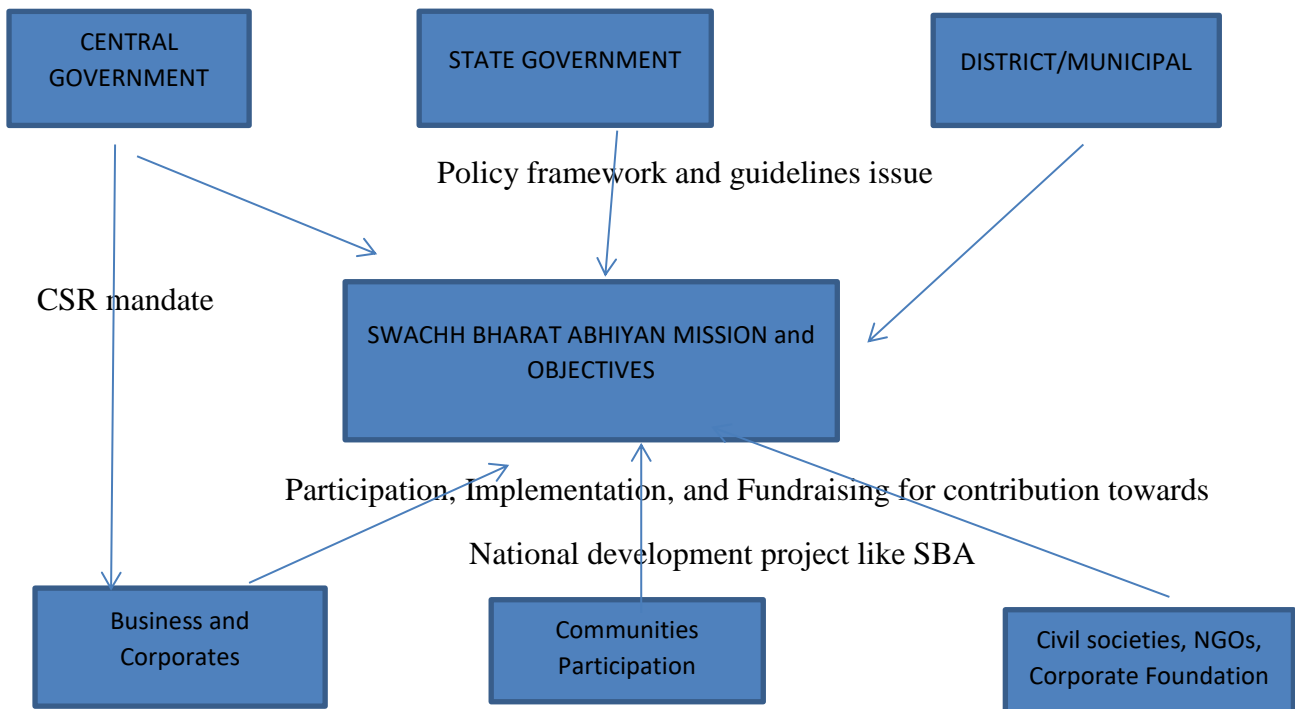 CENTRAL
GOVERNMENT
STATE GOVERNMENT
DISTRICT/MUNICIPAL
Policy framework and guidelines issue
CSR mandate
SWACHH BHARAT ABHIYAN MISSION and
OBJECTIVES
Participation, Implementation, and Fundraising for contribution towards
National development project like SBA
Business and
Corporates
Communities
Participation
Civil societies, NGOs,
Corporate Foundation